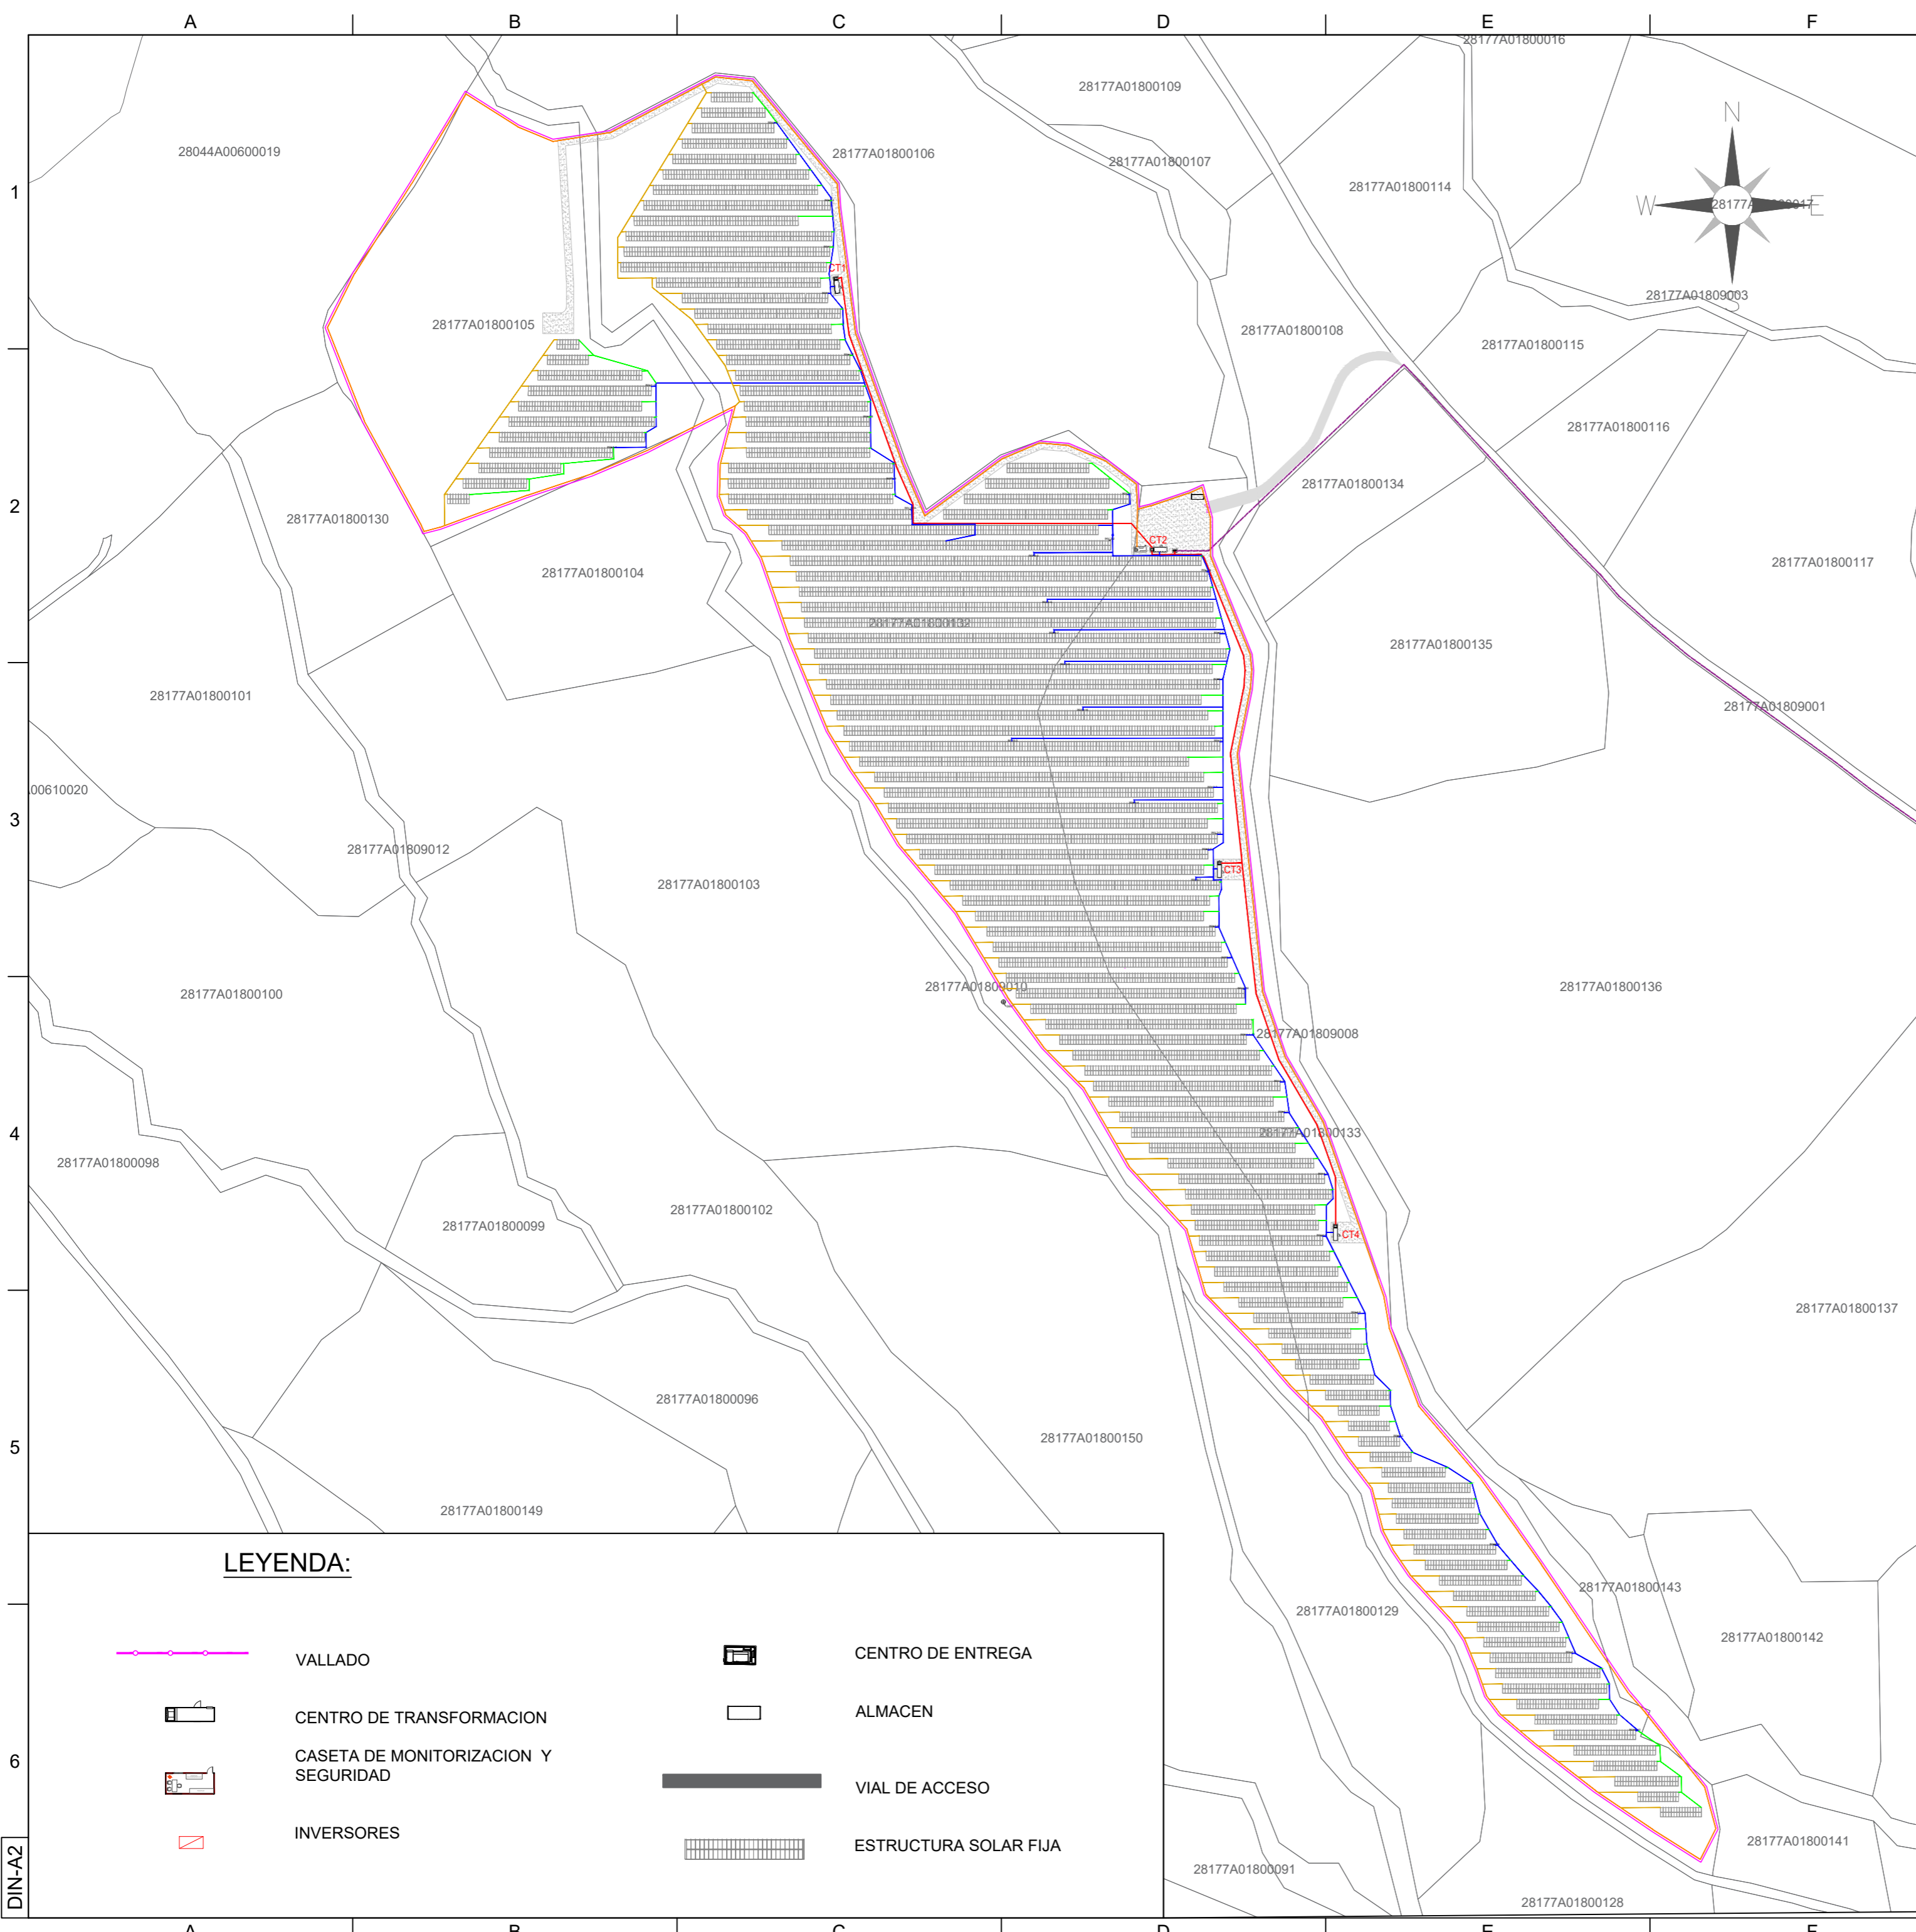 A B C D E F
28177A01800016
28177A01800109
N
28044A00600019
28177A01800106
28177A01800107
28177A01800114
1
W
E
28177A01809003
S
CT1
28177A01800105
28177A01800108
28177A01800115
28177A01800116
28177A01800134
2
28177A01800130
CT2
28177A01800104
28177A01800117
28177A01800132
28177A01800135
28177A01800101
28177A01809001
00610020
3
28177A01809012
CT3
28177A01800103
28177A01809010
28177A01800136
28177A01800100
28177A01809008
4
28177A01800133
28177A01800098
28177A01800102
28177A01800099
CT4
28177A01800137
28177A01800096
28177A01800150
5
28177A01800149
LEYENDA:
28177A01800143
28177A01800129
28177A01800142
VALLADO
CENTRO DE ENTREGA
CENTRO DE TRANSFORMACION
ALMACEN
CASETA DE MONITORIZACION Y
SEGURIDAD
6
VIAL DE ACCESO
INVERSORES
ESTRUCTURA SOLAR FIJA
28177A01800141
28177A01800091
28177A01800128
DIN-A2
A B C D E F